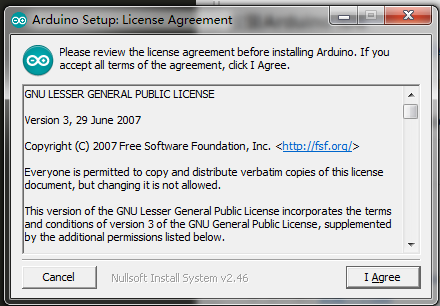 Arduino Setup: License Agreement
Please review the license agreement before installing Arduino. If you
accept all terms of the agreement, click I Agree.
GNU LESSER GENERAL PUBLIC LICENSE
Version 3, 29 June 2007
Copyright (C) 2007 Free Software Foundation, Inc. <http://fsf.org/>
Everyone is permitted to copy and distribute verbatim copies of this license
document, but changing it is not allowed.
This version of the GNU Lesser General Public License incorporates the terms
and conditions of version 3 of the GNU General Public License, supplemented
by the additional permissions listed below.
Cancel
Nullsoft Install System v2.46
I Agree